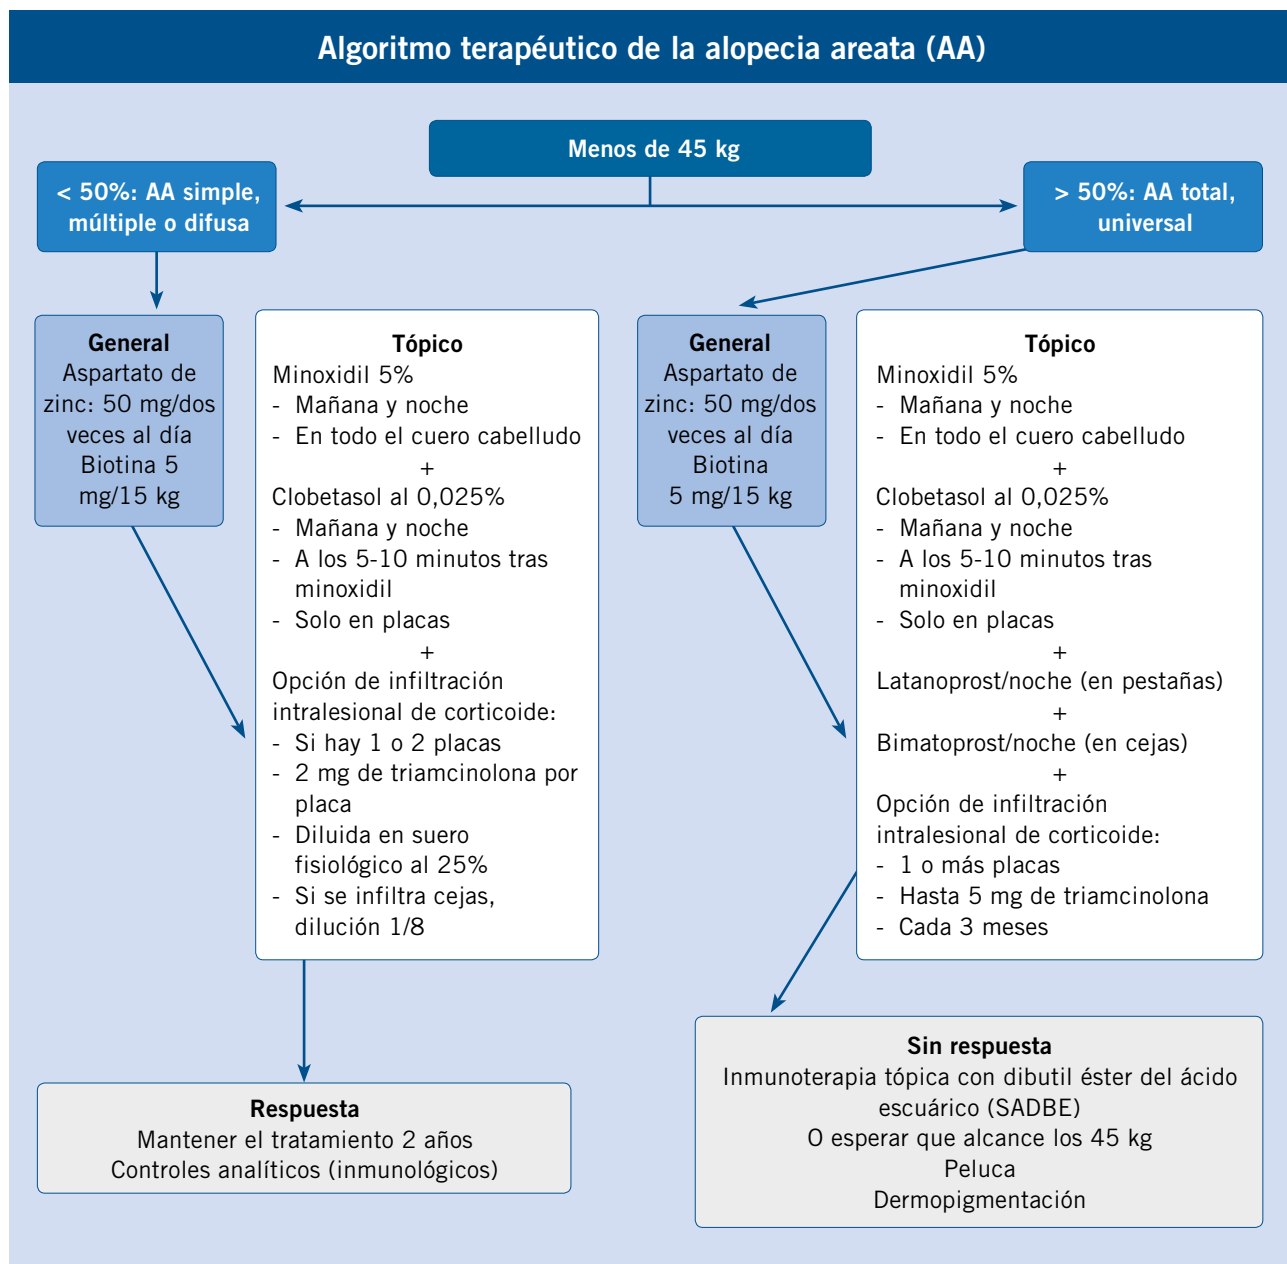 Algoritmo terapéutico de la alopecia areata (AA)
Menos de 45 kg
< 50%: AA simple,
múltiple o difusa
> 50%: AA total,
universal
General
Aspartato de
zinc: 50 mg/dos
veces al día
Biotina 5
mg/15 kg
Tópico
Minoxidil 5%
- Mañana y noche
- En todo el cuero cabelludo
+
Clobetasol al 0,025%
- Mañana y noche
- A los 5-10 minutos tras
minoxidil
- Solo en placas
+
Opción de infiltración
intralesional de corticoide:
- Si hay 1 o 2 placas
- 2 mg de triamcinolona por
placa
- Diluida en suero
fisiológico al 25%
- Si se infiltra cejas,
dilución 1/8
General
Aspartato de
zinc: 50 mg/dos
veces al día
Biotina
5 mg/15 kg
Tópico
Minoxidil 5%
- Mañana y noche
- En todo el cuero cabelludo
+
Clobetasol al 0,025%
- Mañana y noche
- A los 5-10 minutos tras
minoxidil
- Solo en placas
+
Latanoprost/noche (en pestañas)
+
Bimatoprost/noche (en cejas)
+
Opción de infiltración
intralesional de corticoide:
- 1 o más placas
- Hasta 5 mg de triamcinolona
- Cada 3 meses
Respuesta
Mantener el tratamiento 2 años
Controles analíticos (inmunológicos)
Sin respuesta
Inmunoterapia tópica con dibutil éster del ácido
escuárico (SADBE)
O esperar que alcance los 45 kg
Peluca
Dermopigmentación